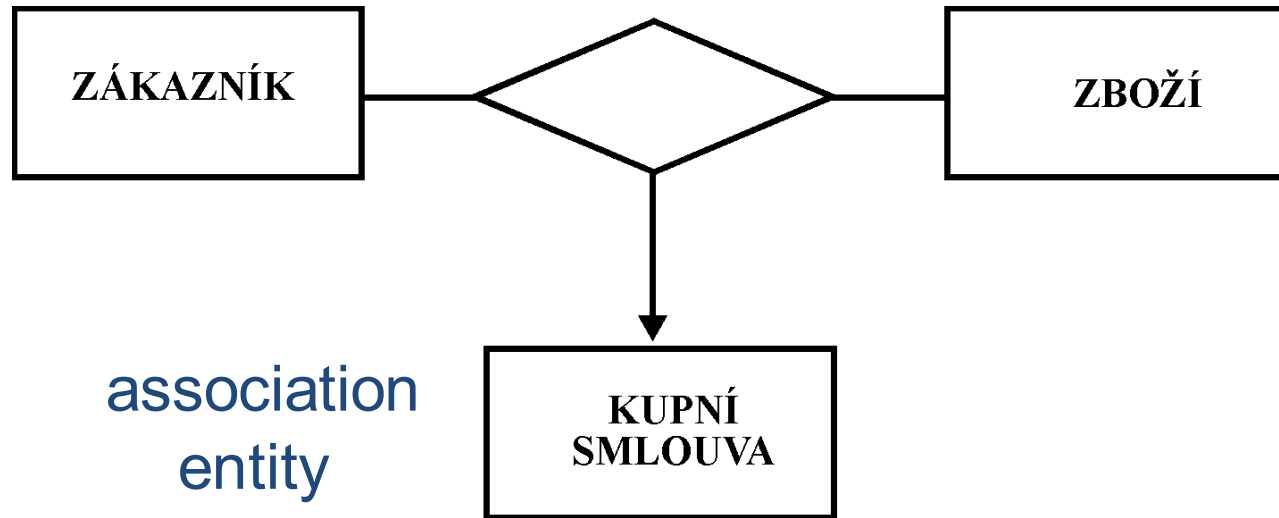 ZÁKAZNÍK
ZBOŽÍ
association
entity
KUPNÍ
SMLOUVA